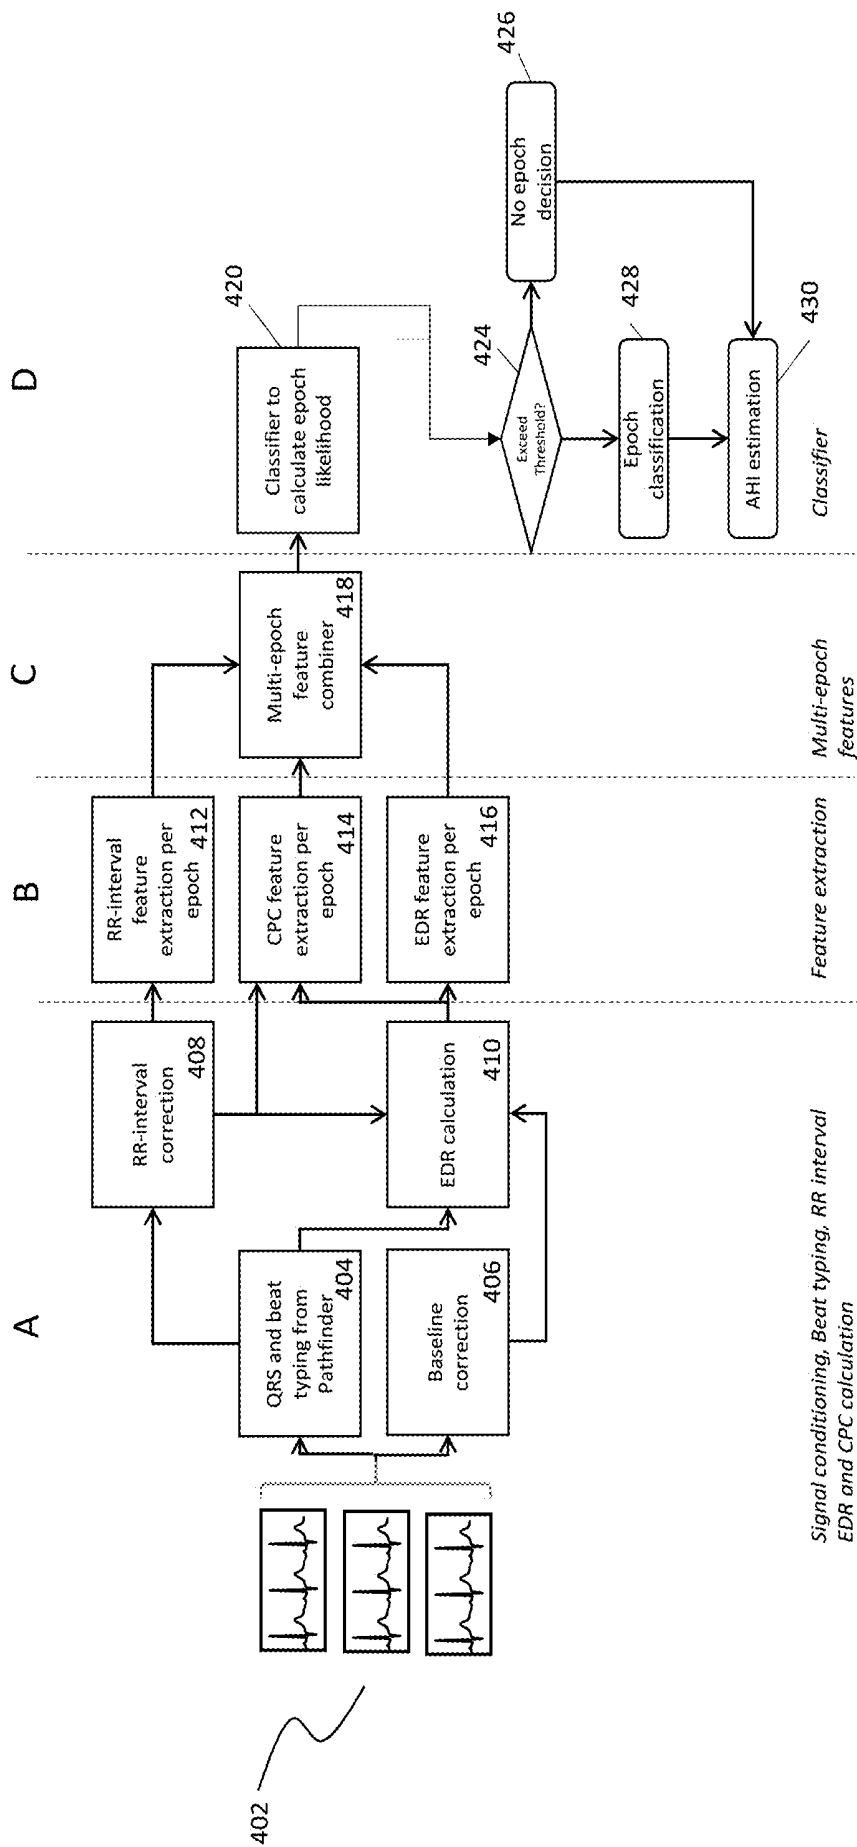 A
B
C
D
402
QRS and beat
typing from
Pathfinder
404
Baseline
correction
406
RR-interval
correction
408
EDR calculation
410
RR-interval
feature
extraction per
epoch 412
CPC feature
extraction per
epoch
414
EDR feature
extraction per
epoch
416
Multi-epoch
feature
combiner
418
420
Classifier to
calculate epoch
likelihood
424
Exceed
Threshold?
426
No epoch
decision
428
Epoch
classification
430
AHI estimation
Signal conditioning, Beat typing, RR interval
EDR and CPC calculation
Feature extraction
Multi-epoch
features
Classifier